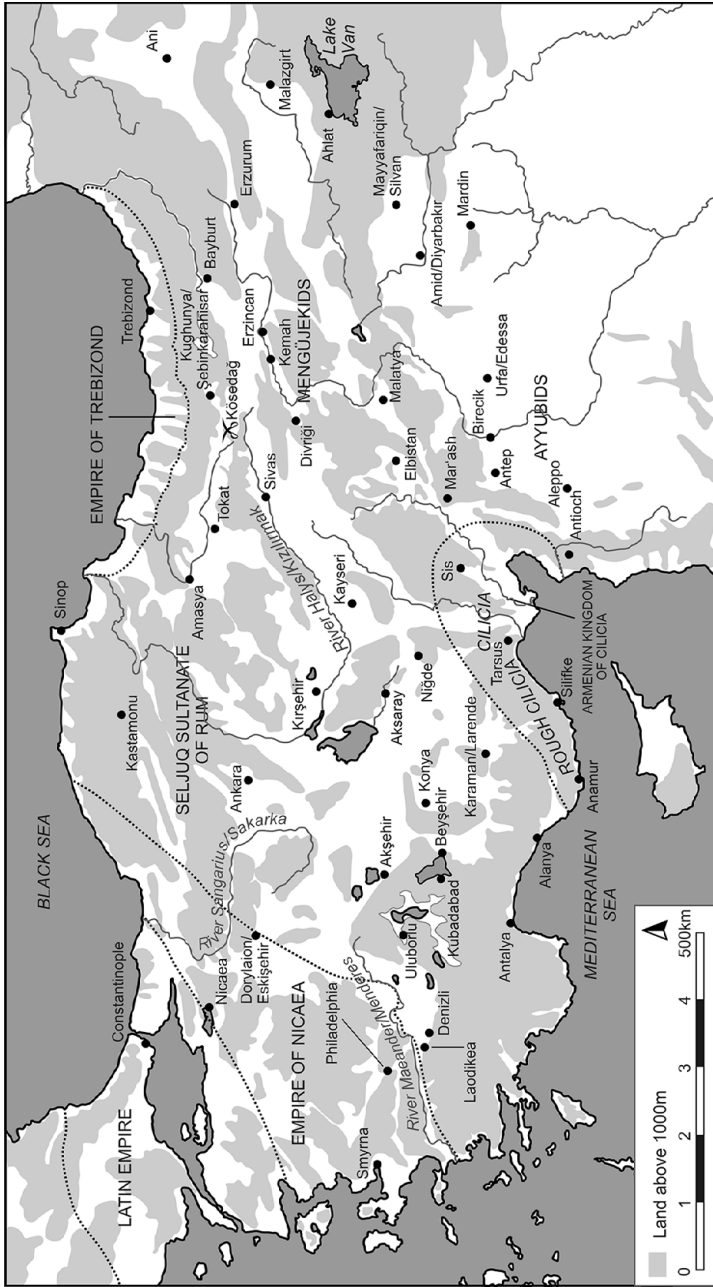 BLACK SEA
Constantinople
LATIN EMPIRE
Nicaea
Dorylaion/
Eskişehir
EMPIRE OF NICAEA
Philadelphia
Smyrna
River Maeander/Menderes
Denizli
Laodikea
River Sangarius/Sakarka
Kastamonu
Sinop
SELJUQ SULTANATE
OF RUM
Ankara
Kırşehir
River Halys/Kızılırmak
Amasya
Tokat
Sivas
Kayseri
Aksaray
Niğde
Akşehir
Konya
Beyşehir
Uluborlu
Kubadabad
Karaman/Larende
Antalya
Alanya
Anamur
Silifke
Tarsus
ROUGH CILICIA
CILICIA
Sis
ARMENIAN KINGDOM
OF CILICIA
MEDITERRANEAN
SEA
EMPIRE OF TREBIZOND
Trebizond
Kughunya/
Şebinkarahisar
Kösedağ
Bayburt
Erzincan
Kemah
MENGÜJEKIDS
Divriği
Erzurum
Ani
Malazgirt
Lake
Van
Ahlat
Mayyafariqin/
Silvan
Amid/Diyarbakır
Mardin
Malatya
Elbistan
Mar'ash
Urfa/Edessa
Birecik
Antep
AYYUBIDS
Aleppo
Antioch
Land above 1000m
0 1 2 3 4 500km